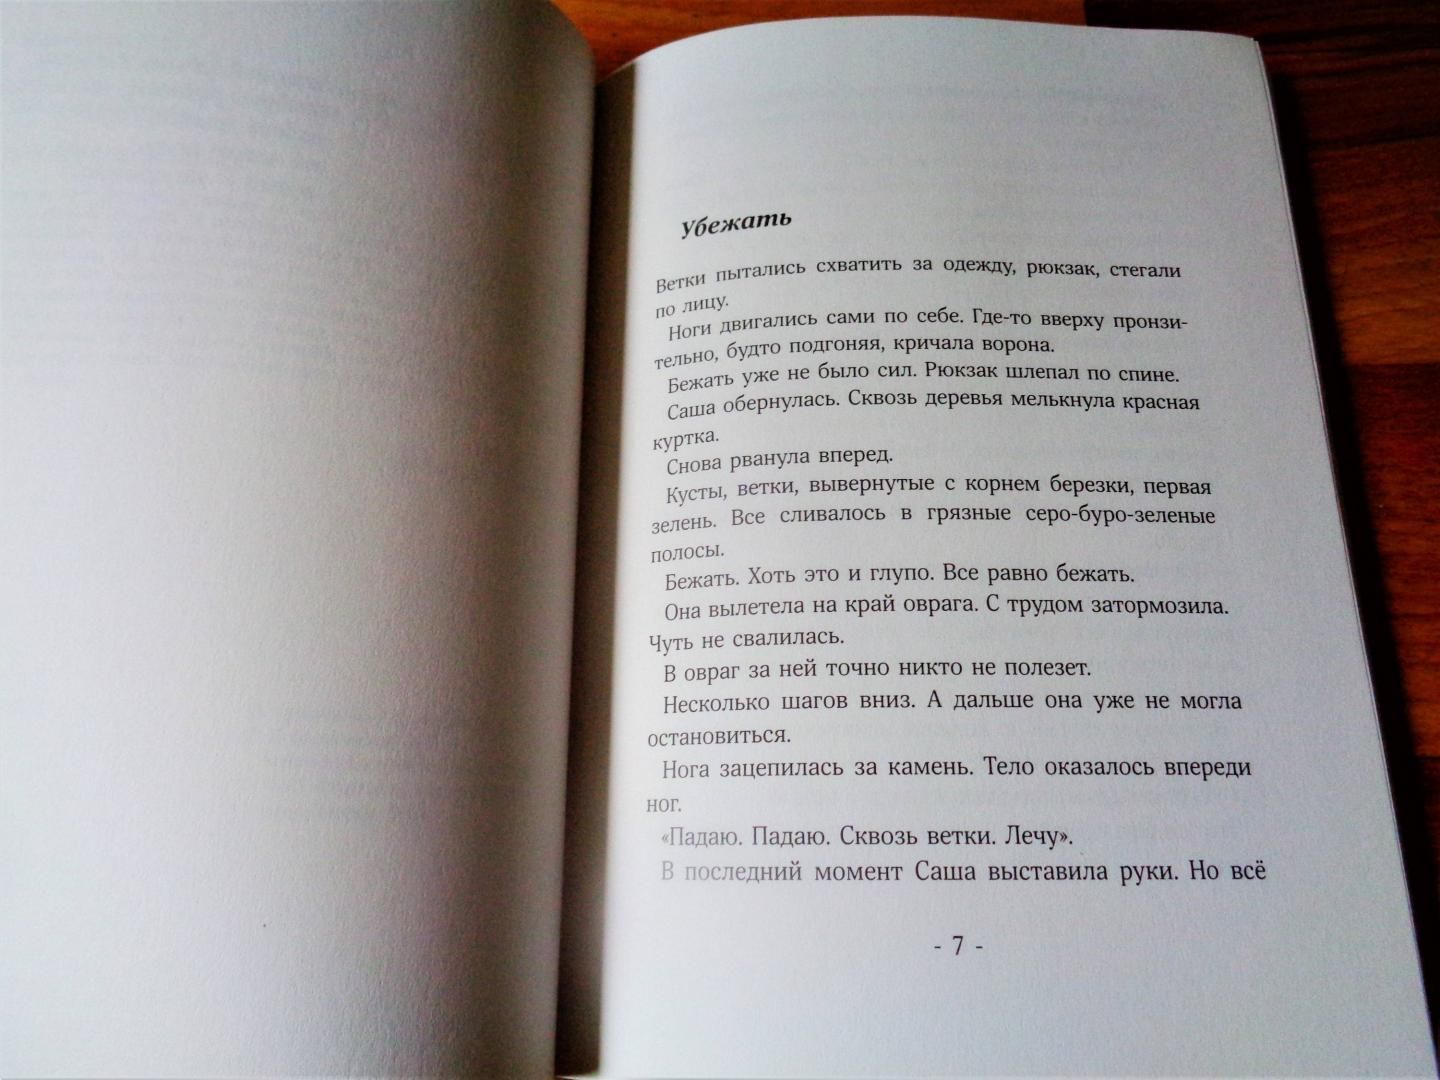 Убежать
Ветки пытались схватить за одежду, рюкзак, стегали
по лицу.
Ноги двигались сами по себе. Где-то вверху пронзи-
тельно, будто подгоняя, кричала ворона.
Бежать уже не было сил. Рюкзак шлепал по спине.
Саша обернулась. Сквозь деревья мелькнула красная
куртка.
Снова рванула вперед.
Кусты, ветки, вывернутые с корнем березки, первая
зелень. Все сливалось в грязные серо-буро-зеленые
полосы.
Бежать. Хоть это и глупо. Все равно бежать.
Она вылетела на край оврага. С трудом затормозила.
Чуть не свалилась.
В овраг за ней точно никто не полезет.
Несколько шагов вниз. А дальше она уже не могла
остановиться.
Нога зацепилась за камень. Тело оказалось впереди
ног.
«Падаю. Падаю. Сквозь ветки. Лечу».
В последний момент Саша выставила руки. Но всё
- 7 -